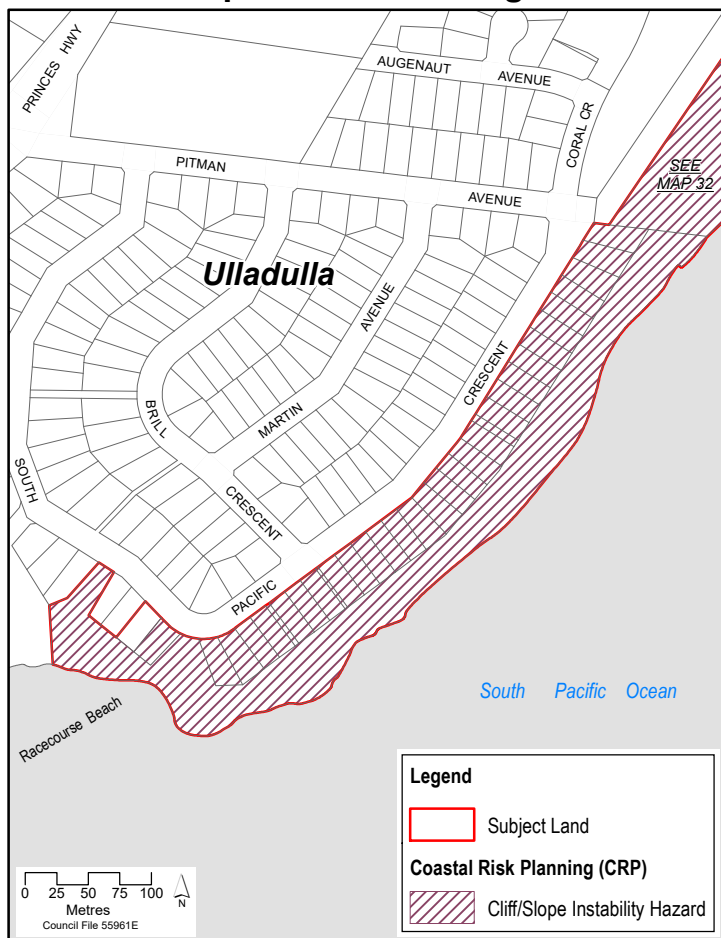 PRINCES HWY
AUGENAUT AVENUE
CORAL CR
SEE
MAP 32
PITMAN AVENUE
Ulladulla
AVENUE
CRESCENT
BRILL
MARTIN
SOUTH
CRESCENT
PACIFIC
South Pacific Ocean
Racecourse Beach
Legend
Subject Land
Coastal Risk Planning (CRP)
Cliff/Slope Instability Hazard
0 25 50 75 100
Metres
N
Council File 55961E